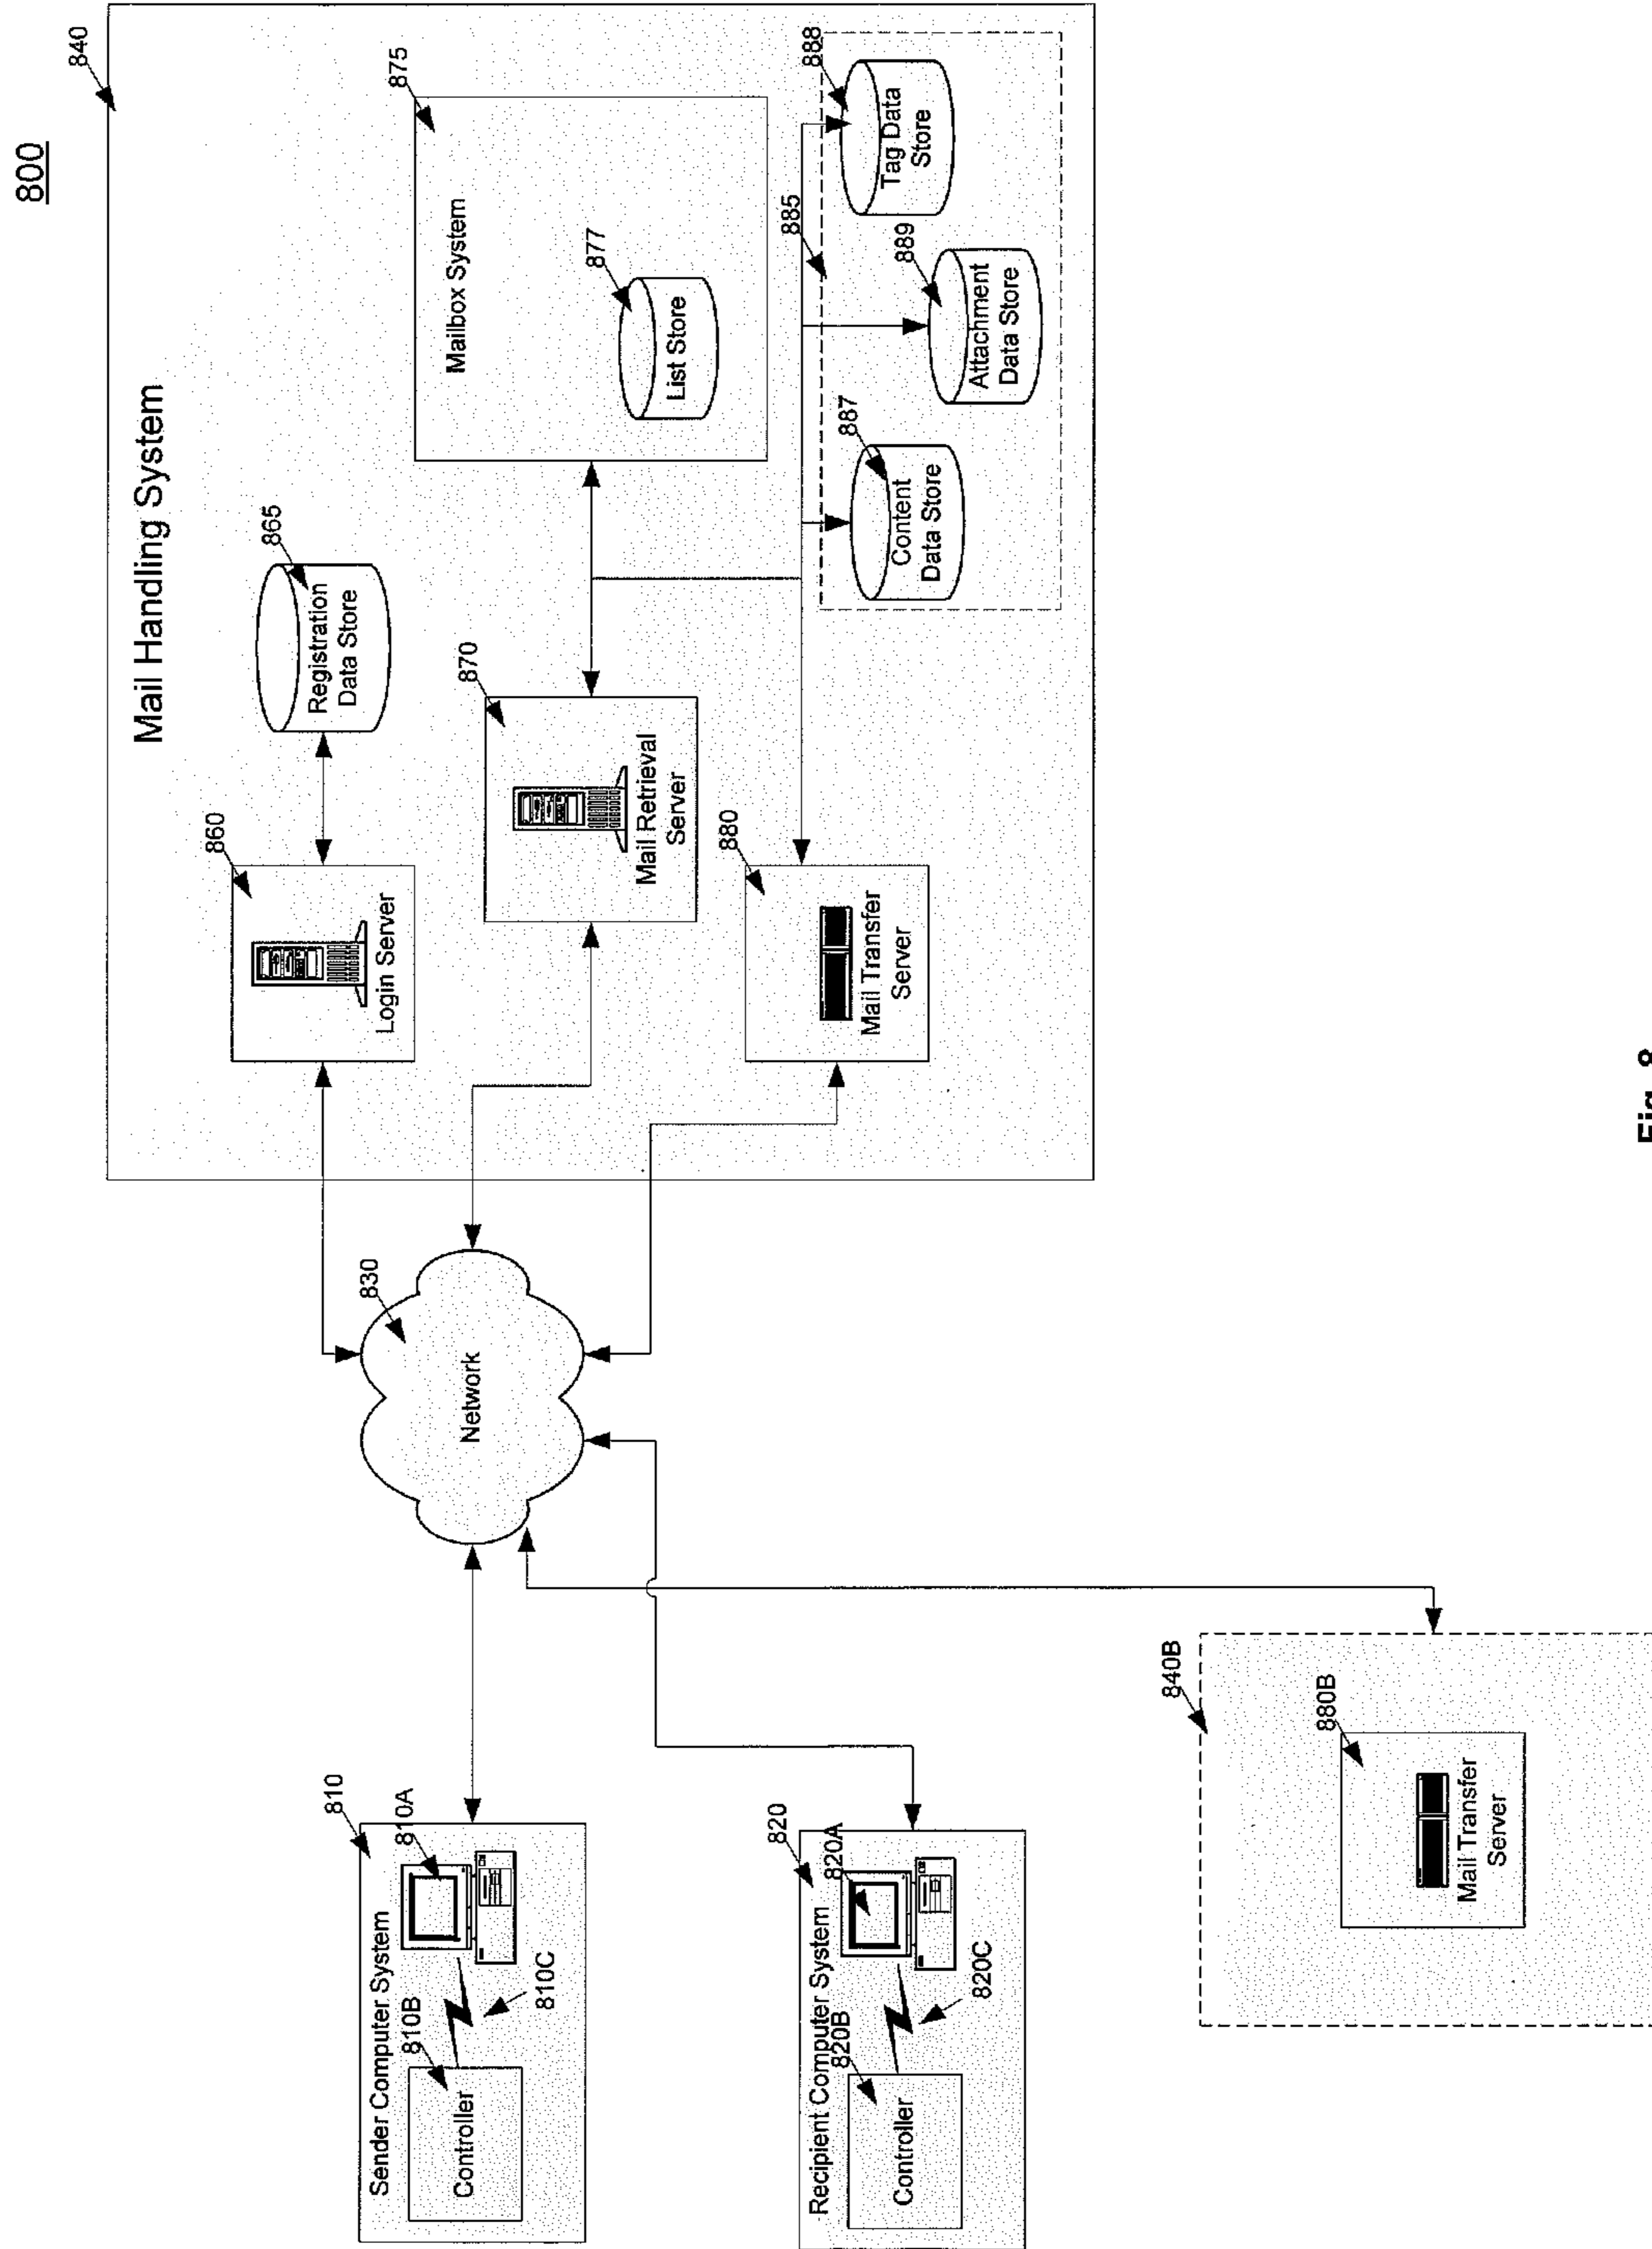 800
840
Mail Handling System
860
Login Server
865
Registration
Data Store
870
Mail Retrieval
Server
875
Mailbox System
877
List Store
880
Mail Transfer
Server
885
887
Content
Data Store
889
Attachment
Data Store
888
Tag Data
Store
830
Network
810
Sender Computer System
810A
810B
810C
Controller
820
Recipient Computer System
820A
820B
820C
Controller
840B
880B
Mail Transfer
Server
Fig. 8